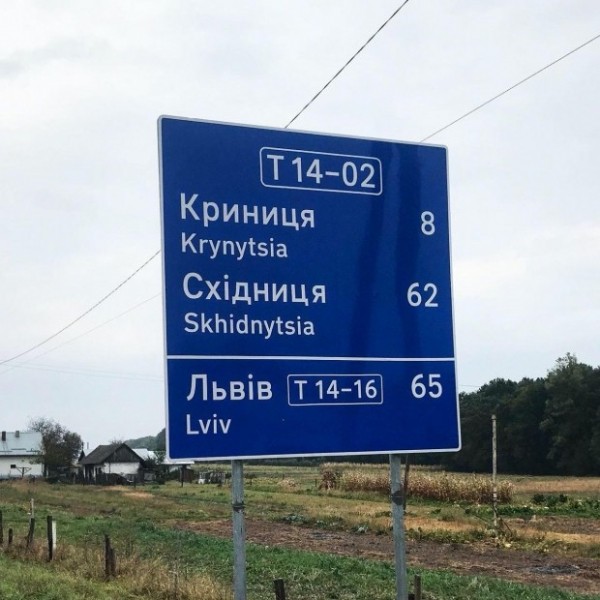 Т 14-02
Криниця 8
Krynytsia
Східниця 62
Skhidnytsia
Львів Т 14-16 65
Lviv